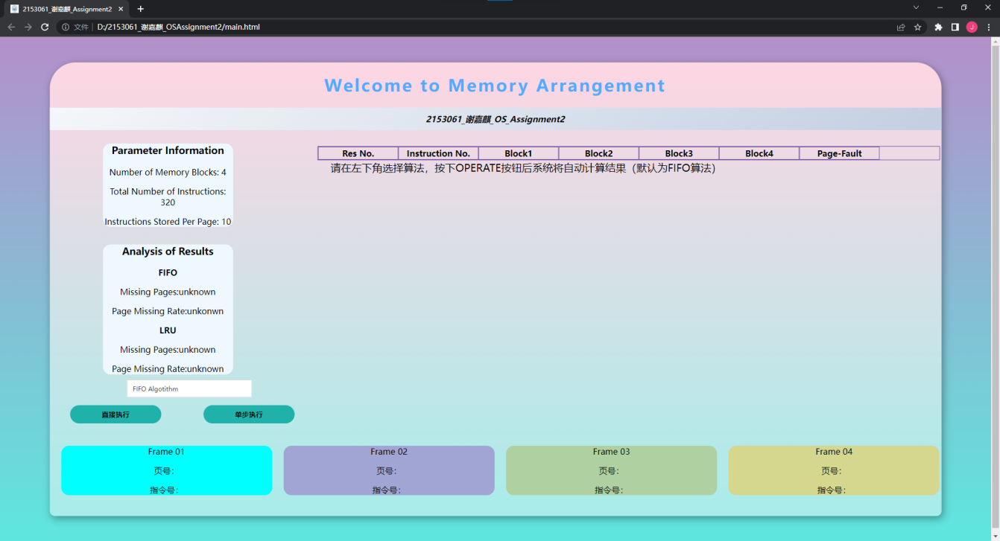 2153061_谢嘉麒_Assignment2
文件 D:/2153061_谢嘉麒_OSAssignment2/main.html
J
Welcome to Memory Arrangement
2153061_谢嘉麒_OS_Assignment2
Parameter Information
Number of Memory Blocks: 4
Total Number of Instructions:
320
Instructions Stored Per Page: 10
Res No. Instruction No. Block1 Block2 Block3 Block4 Page-Fault
请在左下角选择算法，按下OPERATE按钮后系统将自动计算结果（默认为FIFO算法）
Analysis of Results
FIFO
Missing Pages:unknown
Page Missing Rate:unkonwn
LRU
Missing Pages:unknown
Page Missing Rate:unknown
FIFO Algotithm
直接执行 单步执行
Frame 01
页号：
指令号：
Frame 02
页号：
指令号：
Frame 03
页号：
指令号：
Frame 04
页号：
指令号：